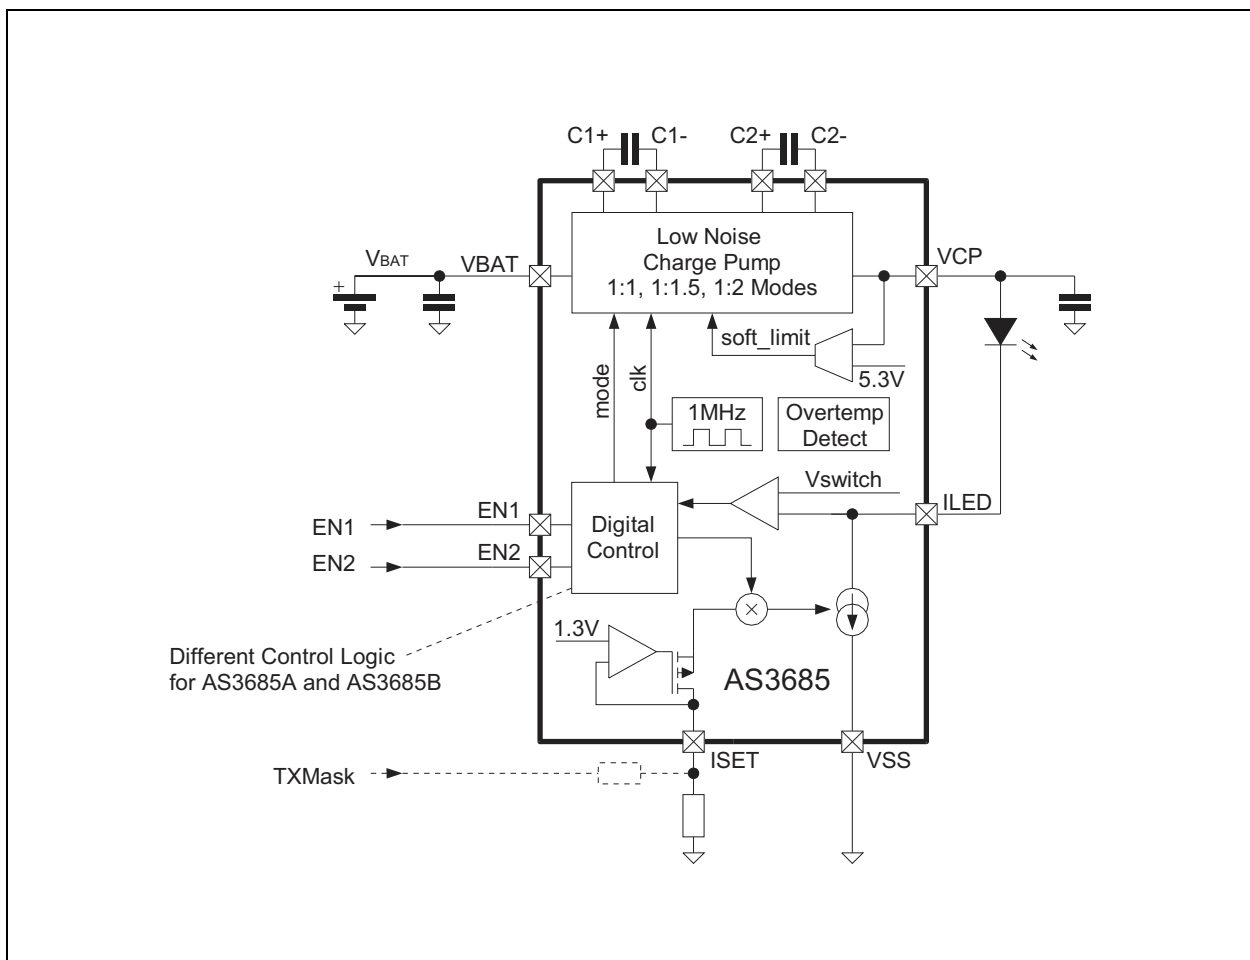 C1+ C1- C2+ C2-
Low Noise
Charge Pump
1:1, 1:1.5, 1:2 Modes
VBAT
VBAT
VCP
soft_limit
5.3V
mode
clk
1MHz
Overtemp
Detect
Vswitch
ILED
EN1
EN1
EN2
EN2
Digital
Control
1.3V
Different Control Logic
for AS3685A and AS3685B
AS3685
ISET
VSS
TXMask